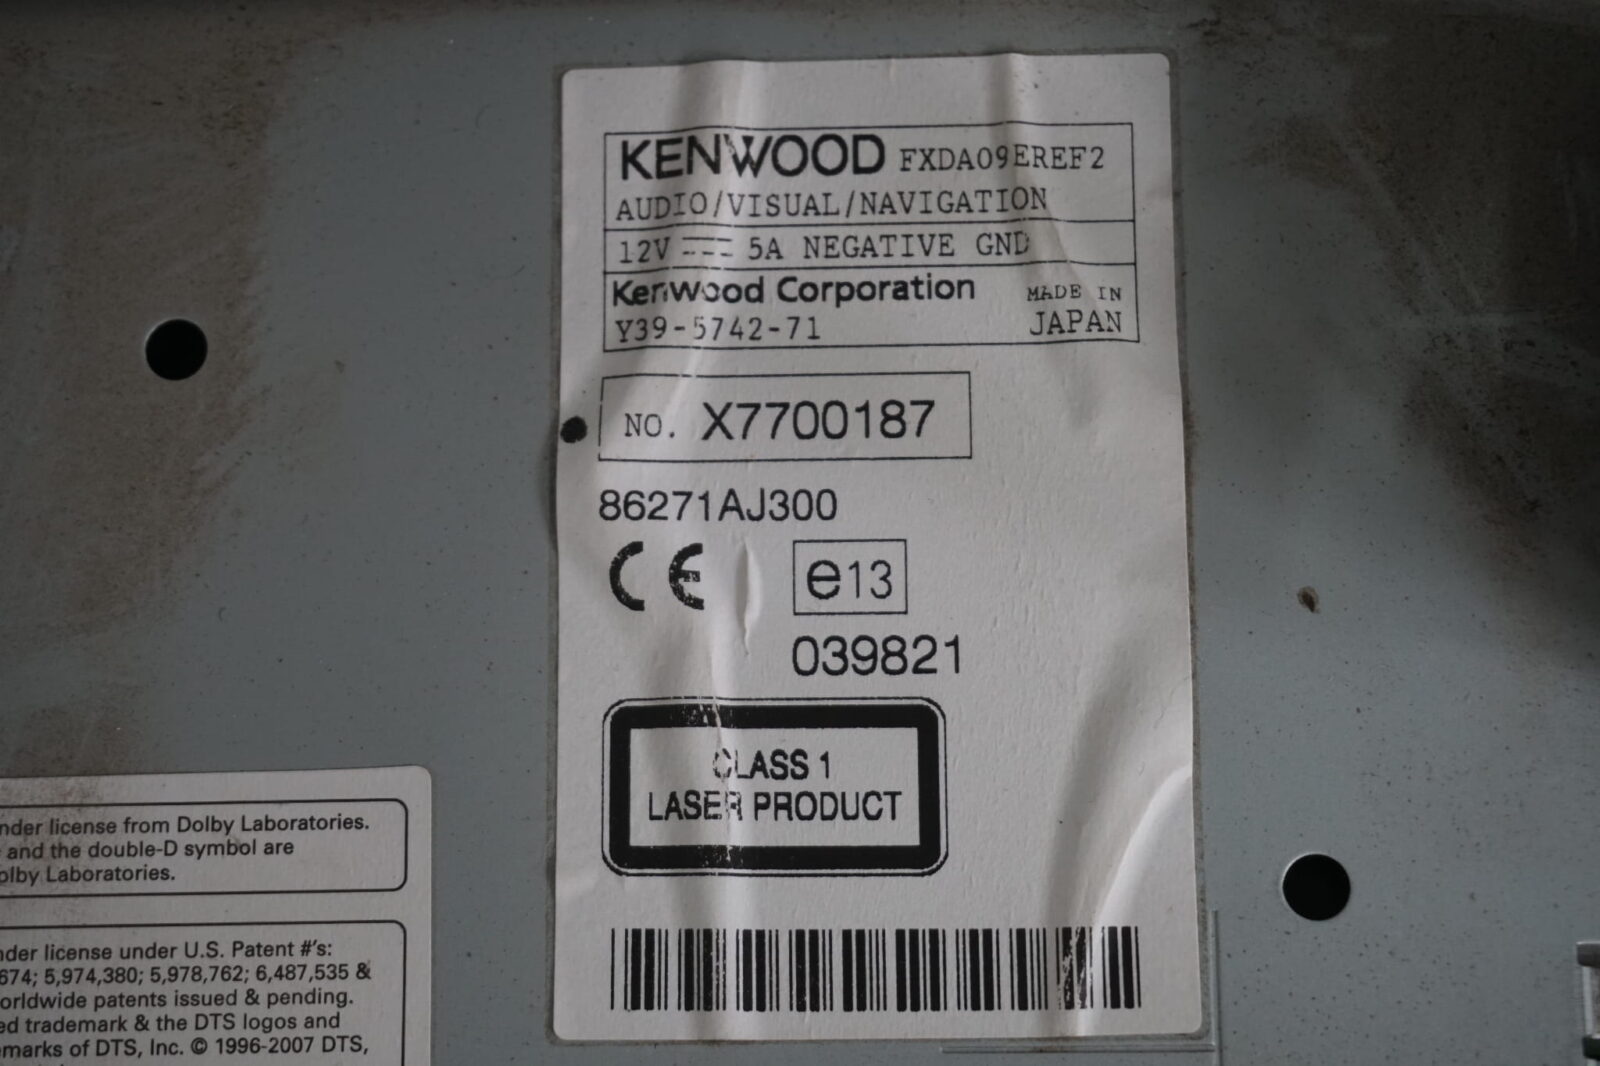 KENWOOD FXDA09EREF2
AUDIO/VISUAL/NAVIGATION
12V ⎓ 5A NEGATIVE GND
Kenwood Corporation
Y39-5742-71
MADE IN
JAPAN
NO. X7700187
86271AJ300
CE e13
039821
CLASS 1
LASER PRODUCT
nder license from Dolby Laboratories.
and the double-D symbol are
olby Laboratories.
nder license under U.S. Patent #'s:
674; 5,974,380; 5,978,762; 6,487,535 &
orldwide patents issued & pending.
ed trademark & the DTS logos and
marks of DTS, Inc. © 1996-2007 DTS,